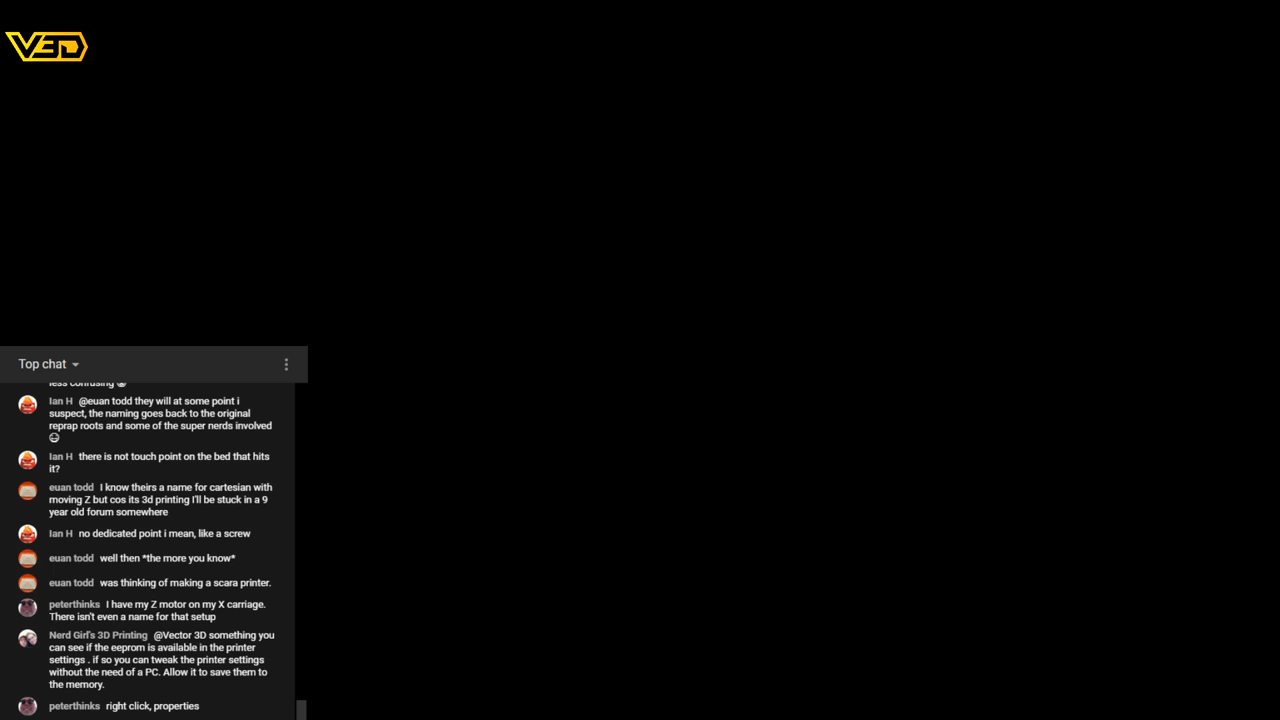 V3D
Top chat
less confusing
Ian H @euan todd they will at some point i
suspect, the naming goes back to the original
reprap roots and some of the super nerds involved
Ian H there is not touch point on the bed that hits
it?
euan todd I know theirs a name for cartesian with
moving Z but cos its 3d printing I'll be stuck in a 9
year old forum somewhere
Ian H no dedicated point i mean, like a screw
euan todd well then *the more you know*
euan todd was thinking of making a scara printer.
peterthinks I have my Z motor on my X carriage.
There isn't even a name for that setup
Nerd Girl's 3D Printing @Vector 3D something you
can see if the eeprom is available in the printer
settings . if so you can tweak the printer settings
without the need of a PC. Allow it to save them to
the memory.
peterthinks right click, properties